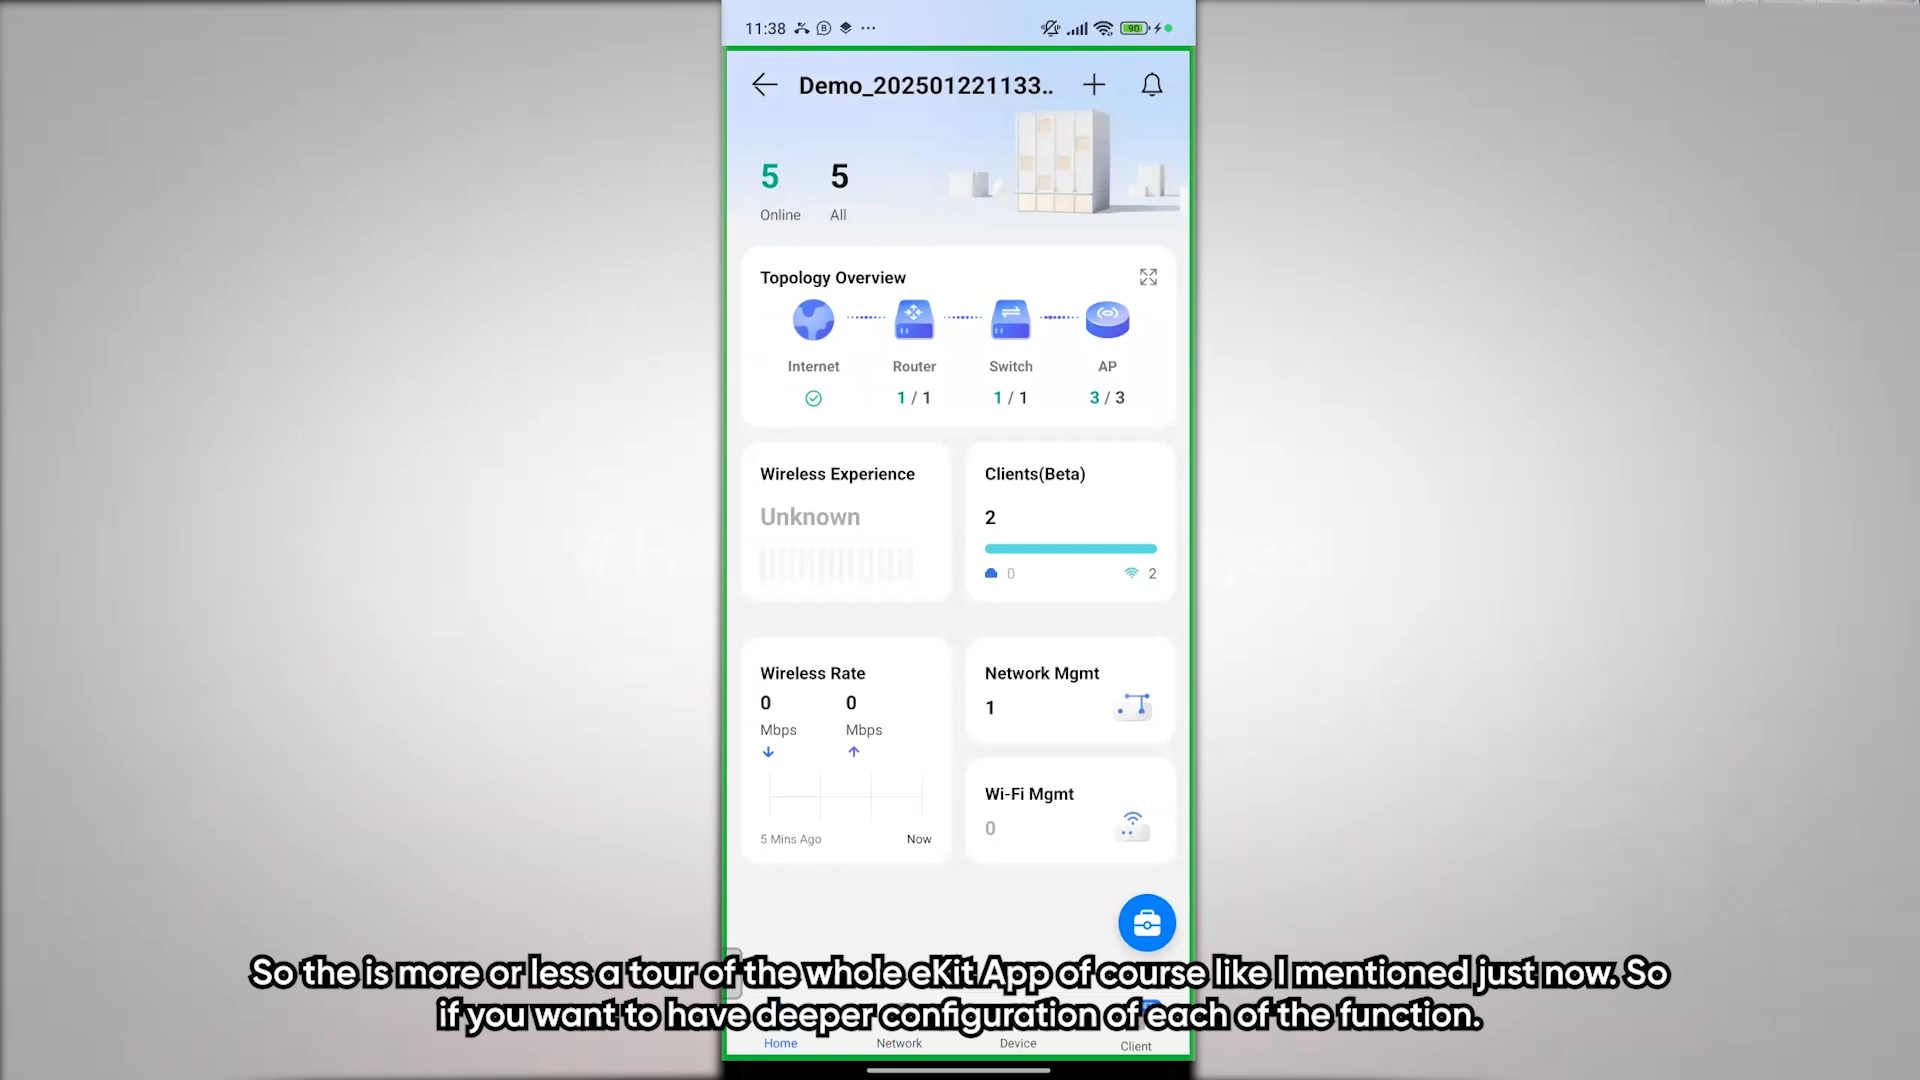 11:38
90
Demo_202501221133..
5 5
Online All
Topology Overview
Internet Router Switch AP
1 / 1 1 / 1 3 / 3
Wireless Experience Clients(Beta)
Unknown 2
0 2
Wireless Rate Network Mgmt
0 0 1
Mbps Mbps
Wi-Fi Mgmt
0
5 Mins Ago Now
So the is more or less a tour of the whole eKit App of course like I mentioned just now. So
if you want to have deeper configuration of each of the function.
Home Network Device Client